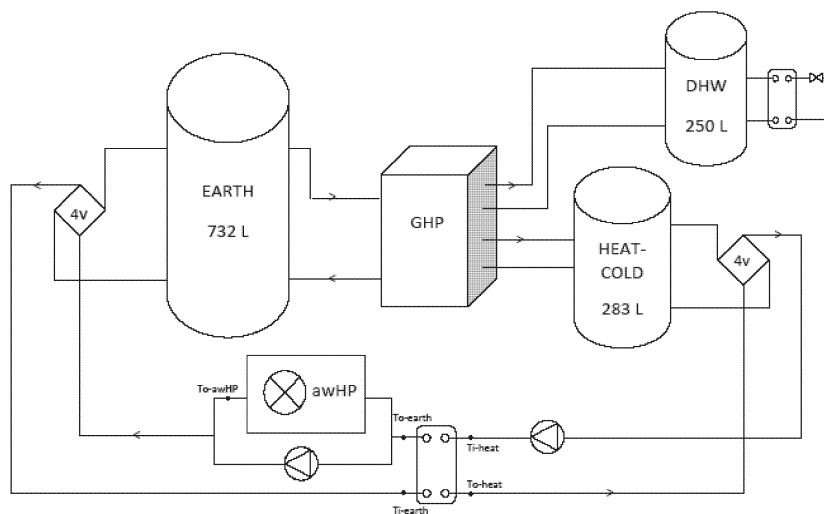 DHW
250 L
EARTH
732 L
4v
GHP
HEAT-
COLD
283 L
4v
To-awHP
awHP
To-earth
Ti-heat
To-heat
Ti-earth